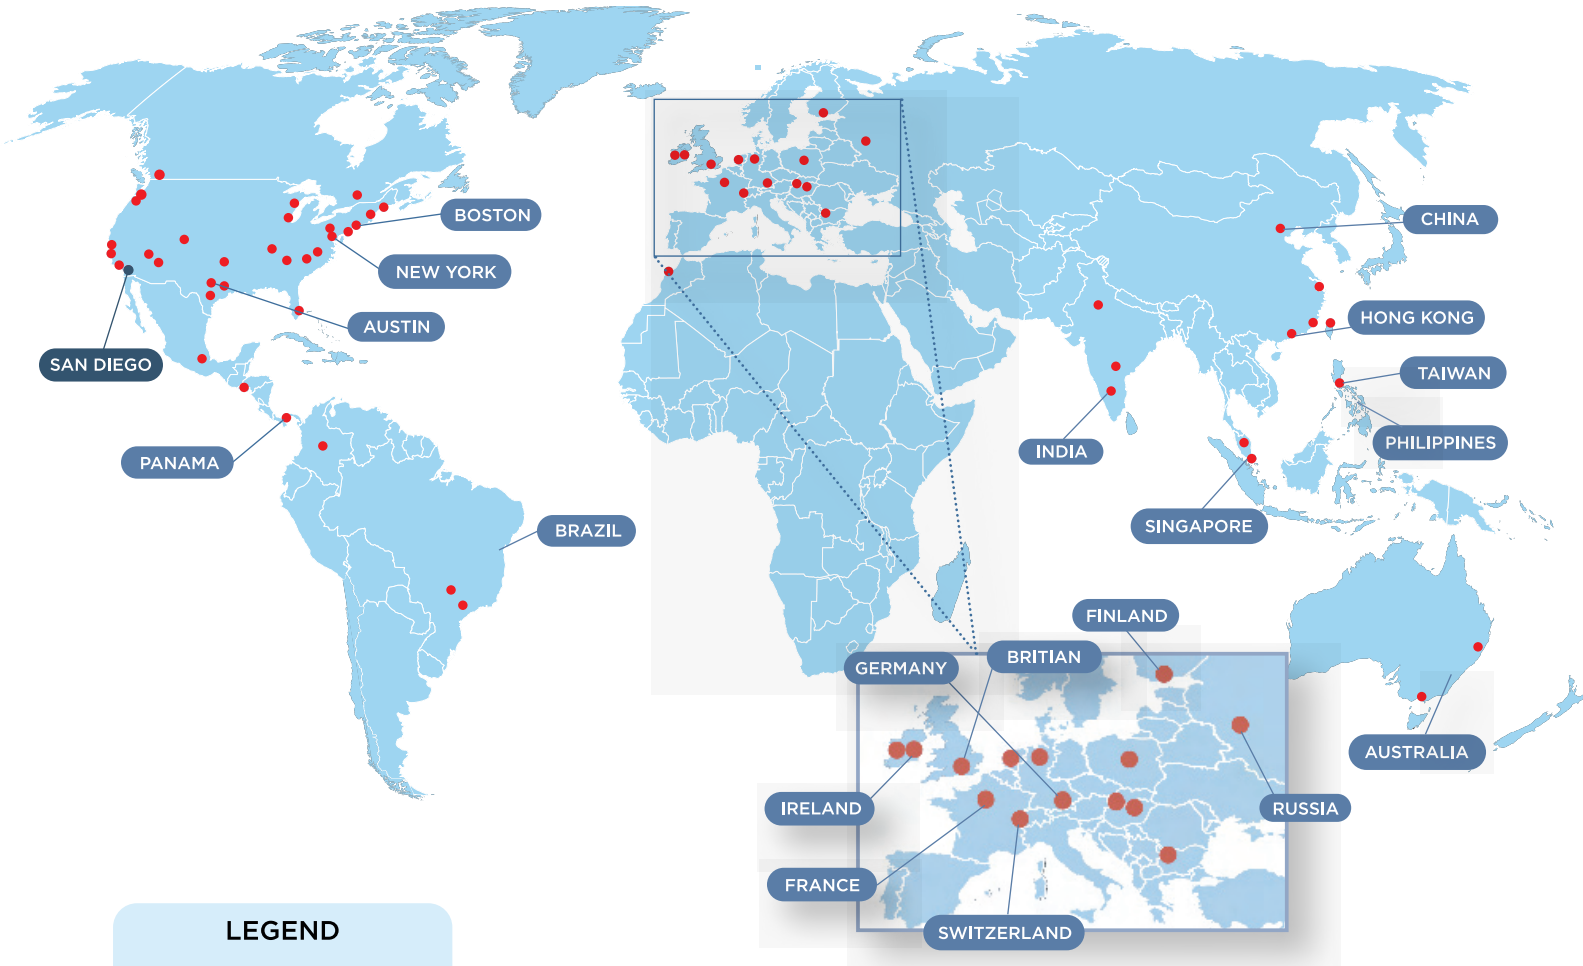 BOSTON
CHINA
NEW YORK
HONG KONG
AUSTIN
SAN DIEGO
TAIWAN
PHILIPPINES
INDIA
PANAMA
SINGAPORE
BRAZIL
FINLAND
BRITIAN
GERMANY
AUSTRALIA
IRELAND
RUSSIA
FRANCE
SWITZERLAND
LEGEND